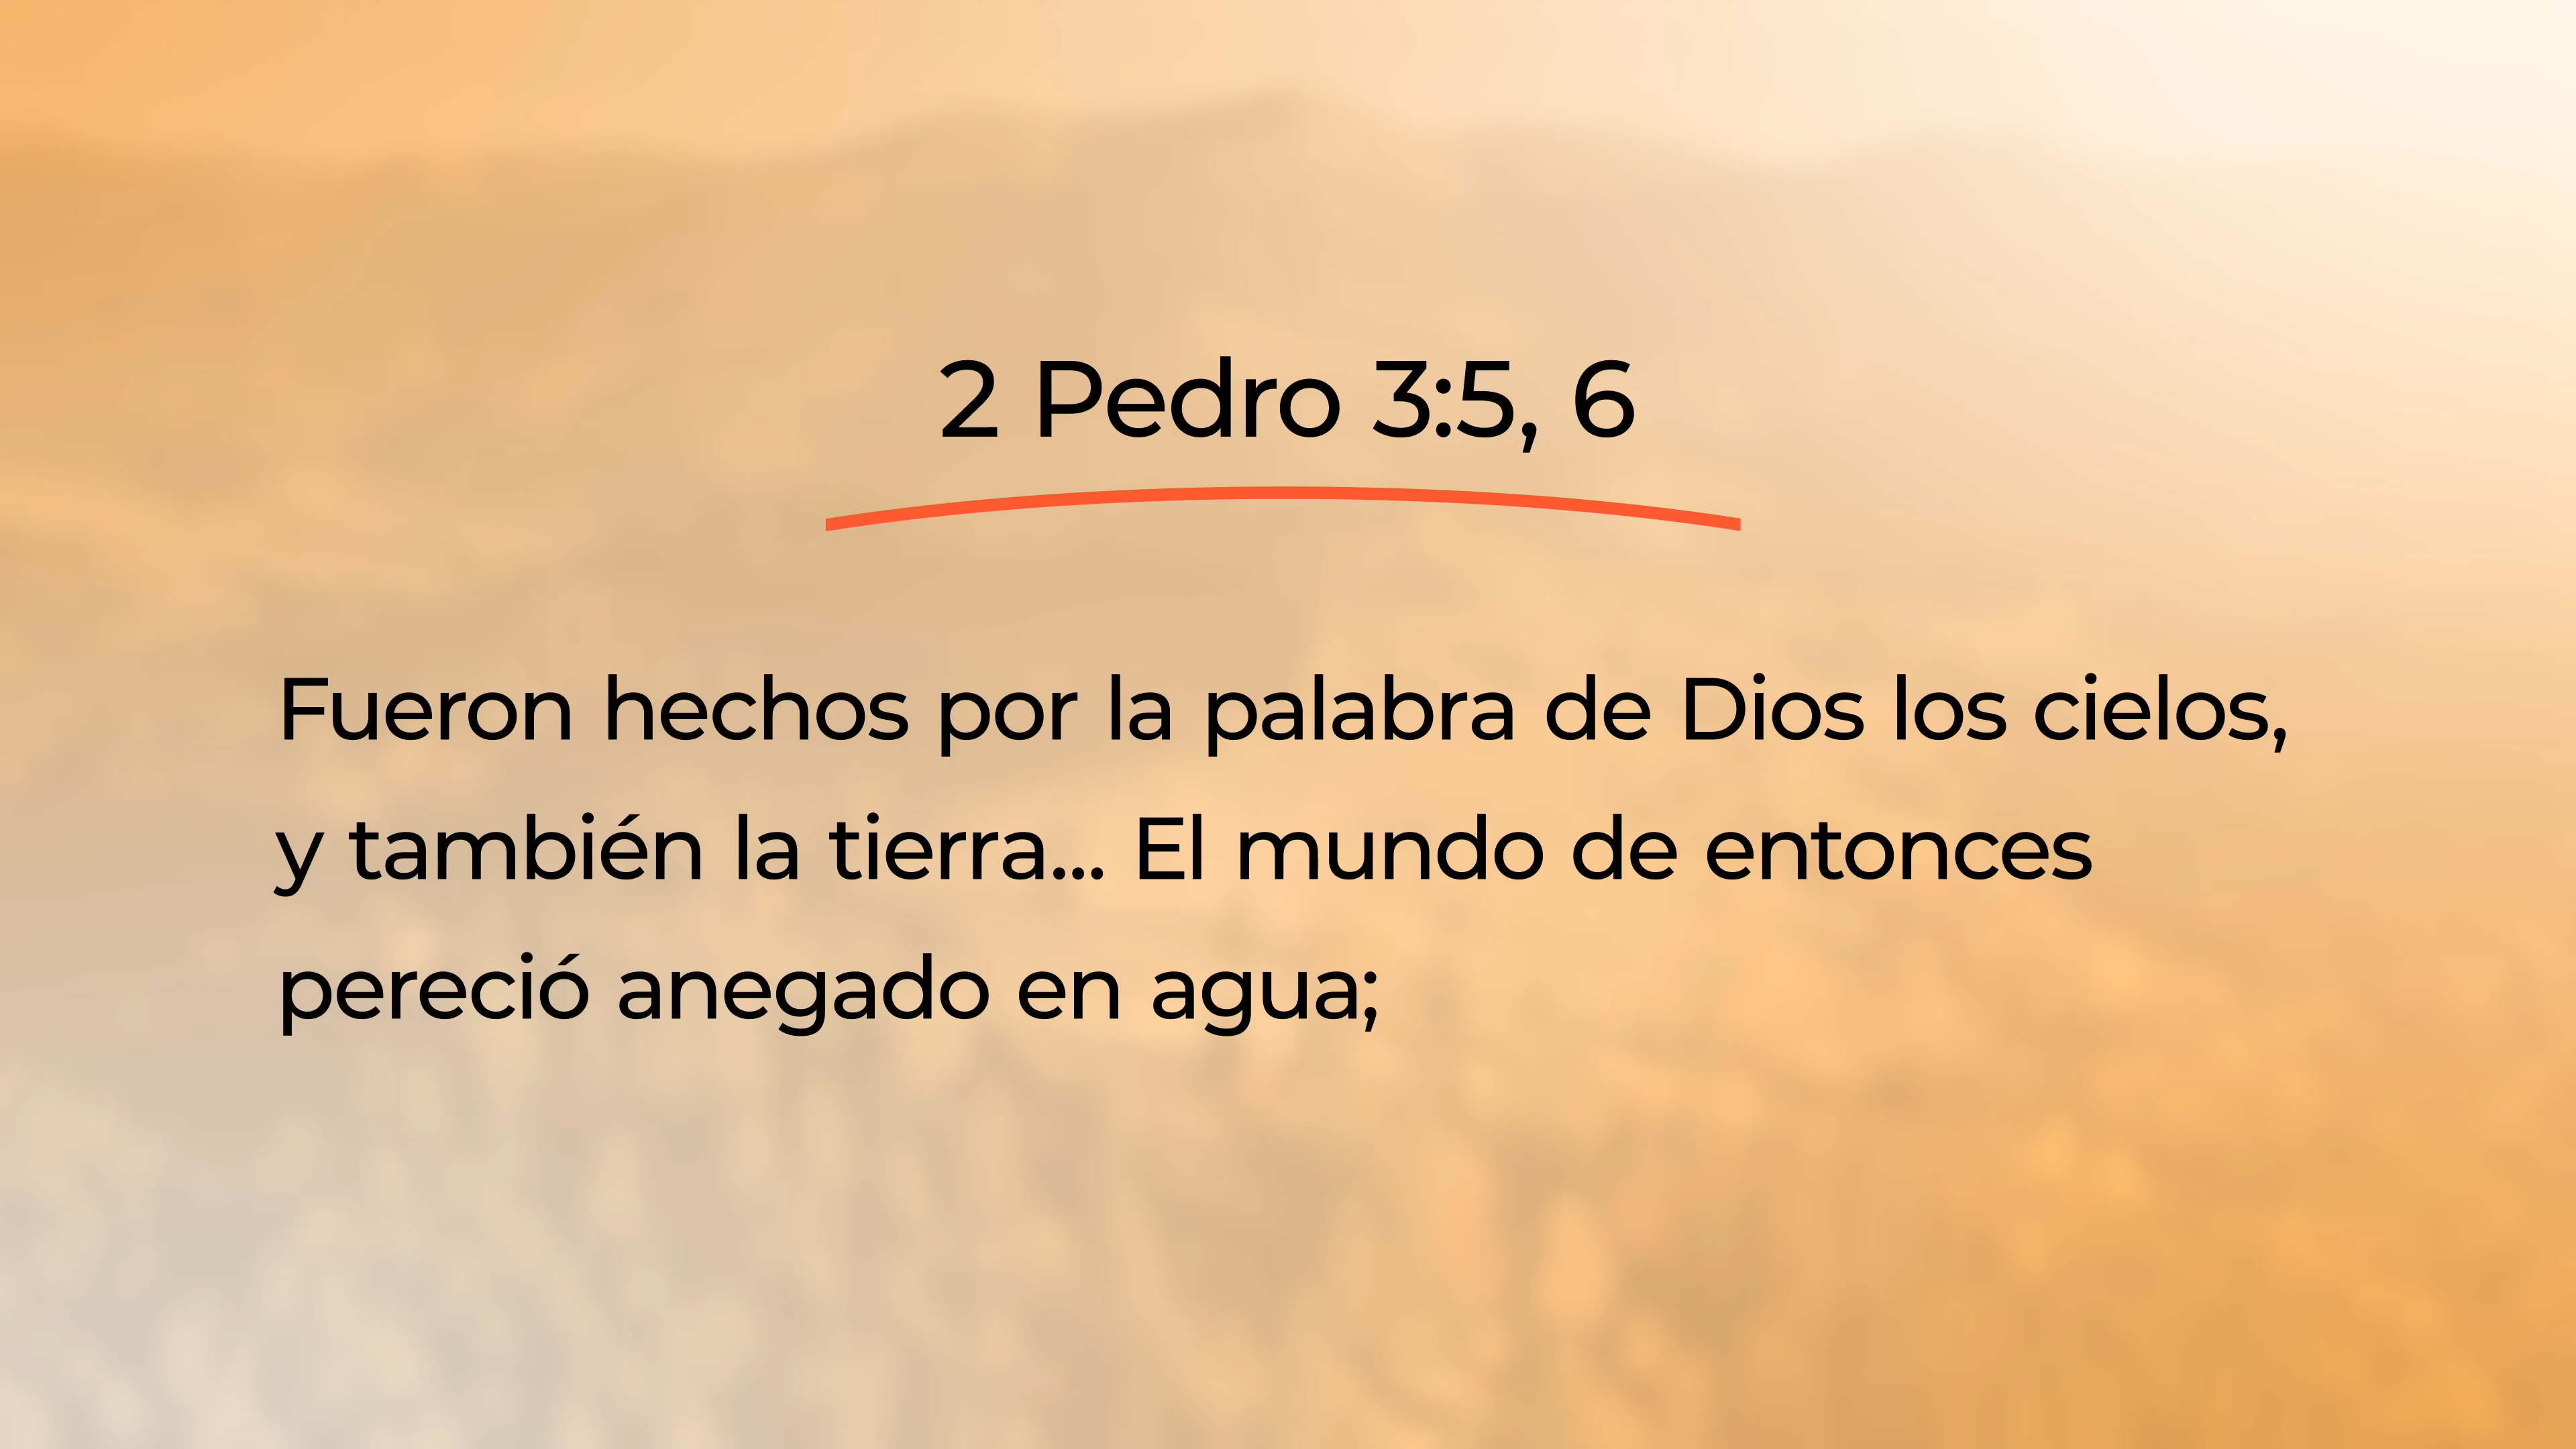 2 Pedro 3:5, 6
Fueron hechos por la palabra de Dios los cielos,
y también la tierra... El mundo de entonces
pereció anegado en agua;